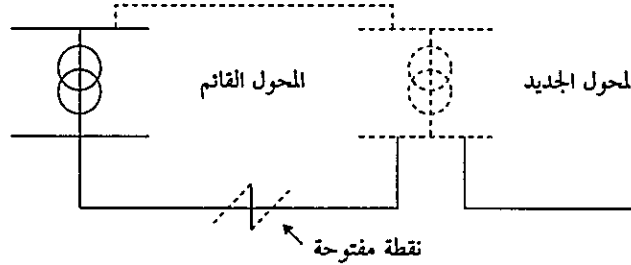 المحول القائم
لمحول الجديد
نقطة مفتوحة